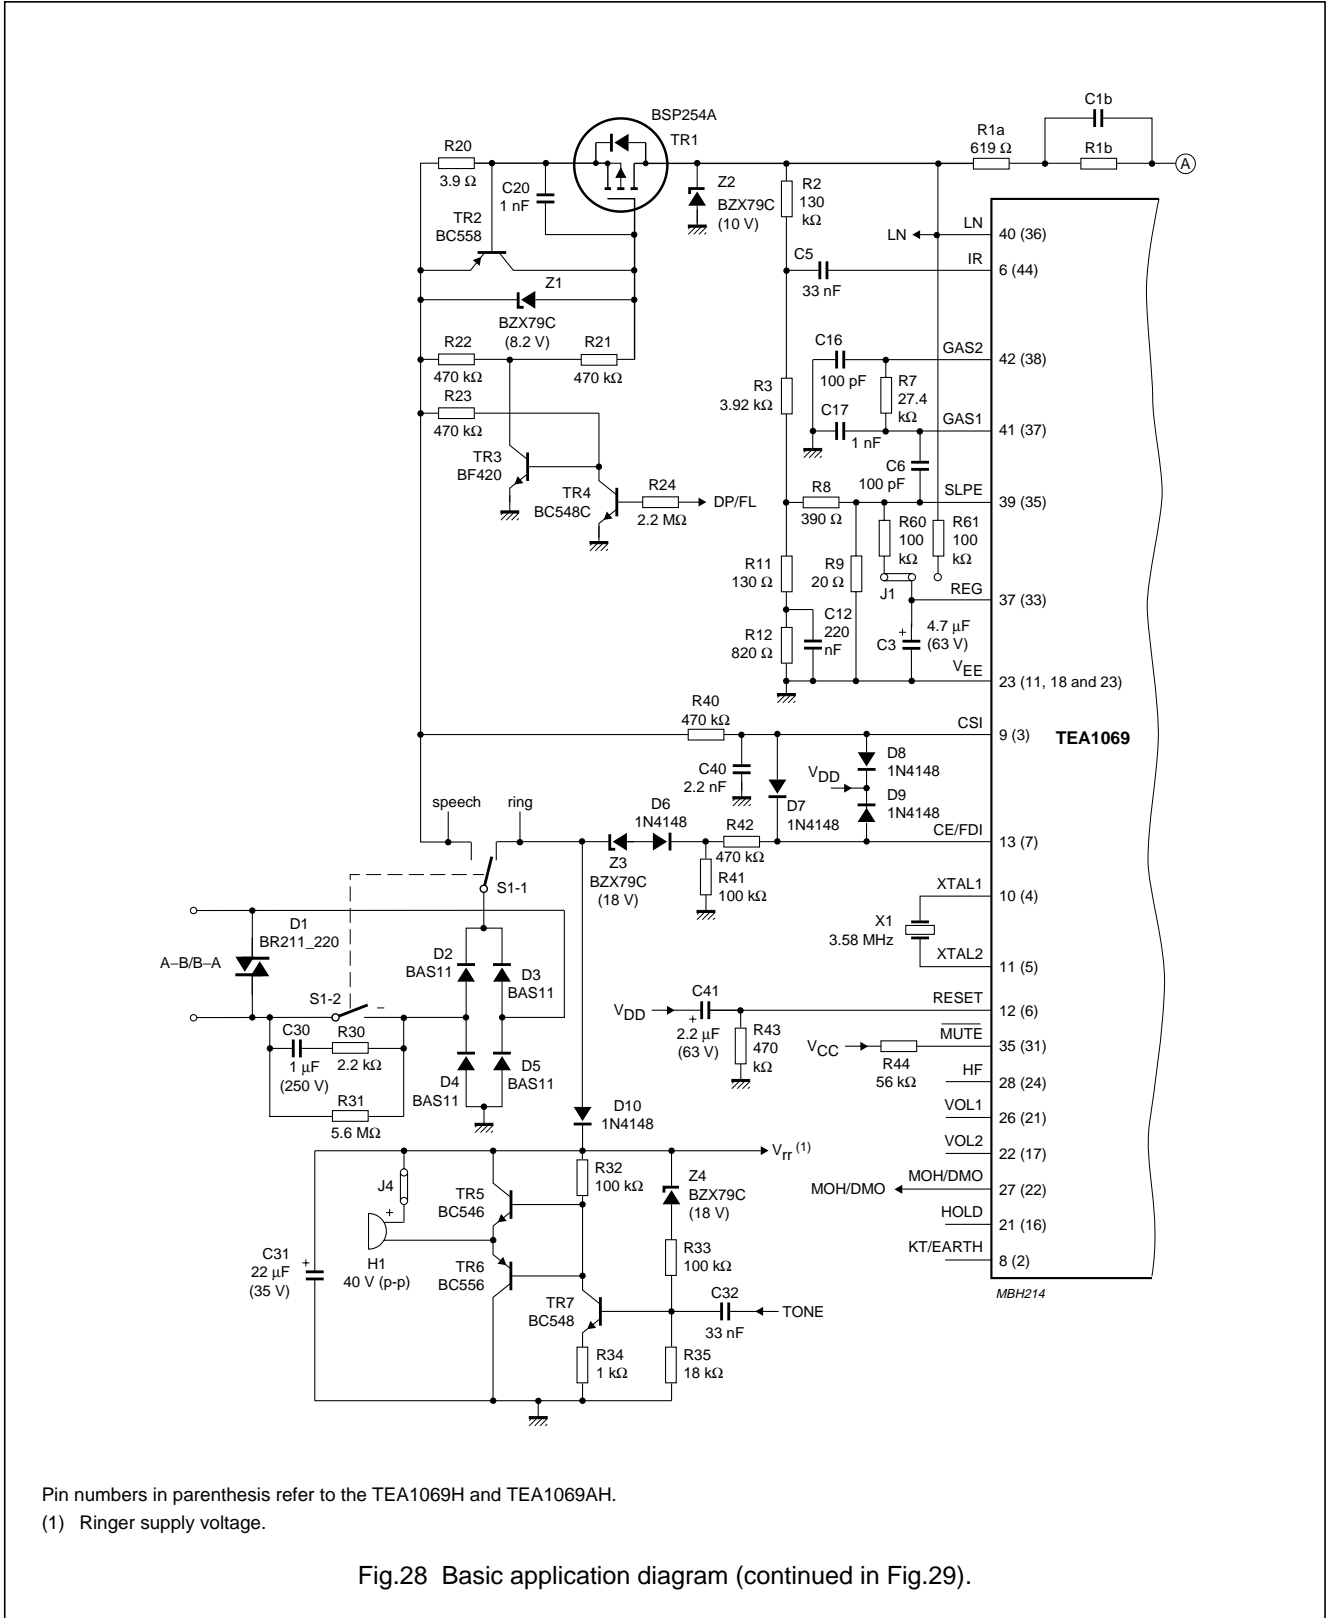 BSP254A
TR1
C1b
R1a
619 Ω
R1b
A
R20
3.9 Ω
C20
1 nF
TR2
BC558
Z2
BZX79C
(10 V)
R2
130
kΩ
LN
LN
40 (36)
IR
6 (44)
C5
33 nF
Z1
BZX79C
(8.2 V)
R22
470 kΩ
R21
470 kΩ
R23
470 kΩ
C16
100 pF
GAS2
42 (38)
R3
3.92 kΩ
R7
27.4
kΩ
C17
1 nF
GAS1
41 (37)
TR3
BF420
TR4
BC548C
R24
2.2 MΩ
DP/FL
C6
100 pF
R8
390 Ω
SLPE
39 (35)
R60
100
kΩ
R61
100
kΩ
R11
130 Ω
R9
20 Ω
J1
REG
37 (33)
R12
820 Ω
C12
220
nF
+
C3
4.7 μF
(63 V)
VEE
23 (11, 18 and 23)
R40
470 kΩ
CSI
9 (3)
TEA1069
C40
2.2 nF
VDD
D8
1N4148
D9
1N4148
D7
1N4148
speech
ring
D6
1N4148
R42
470 kΩ
CE/FDI
13 (7)
Z3
BZX79C
(18 V)
R41
100 kΩ
S1-1
XTAL1
10 (4)
X1
3.58 MHz
XTAL2
11 (5)
D1
BR211_220
A–B/B–A
D2
BAS11
D3
BAS11
S1-2
–
C30
1 μF
(250 V)
R30
2.2 kΩ
R31
5.6 MΩ
D4
BAS11
D5
BAS11
VDD
C41
+
2.2 μF
(63 V)
R43
470
kΩ
RESET
12 (6)
MUTE
35 (31)
VCC
R44
56 kΩ
HF
28 (24)
VOL1
26 (21)
VOL2
22 (17)
D10
1N4148
Vrr (1)
MOH/DMO
MOH/DMO
27 (22)
HOLD
21 (16)
KT/EARTH
8 (2)
J4
+
H1
40 V (p-p)
TR5
BC546
R32
100 kΩ
Z4
BZX79C
(18 V)
C31
22 μF
(35 V)
+
TR6
BC556
R33
100 kΩ
TR7
BC548
C32
33 nF
TONE
R34
1 kΩ
R35
18 kΩ
MBH214
Pin numbers in parenthesis refer to the TEA1069H and TEA1069AH.
(1) Ringer supply voltage.
Fig.28 Basic application diagram (continued in Fig.29).